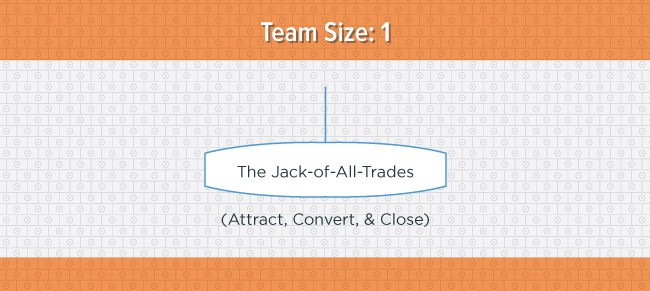 Team Size: 1
The Jack-of-All-Trades
(Attract, Convert, & Close)